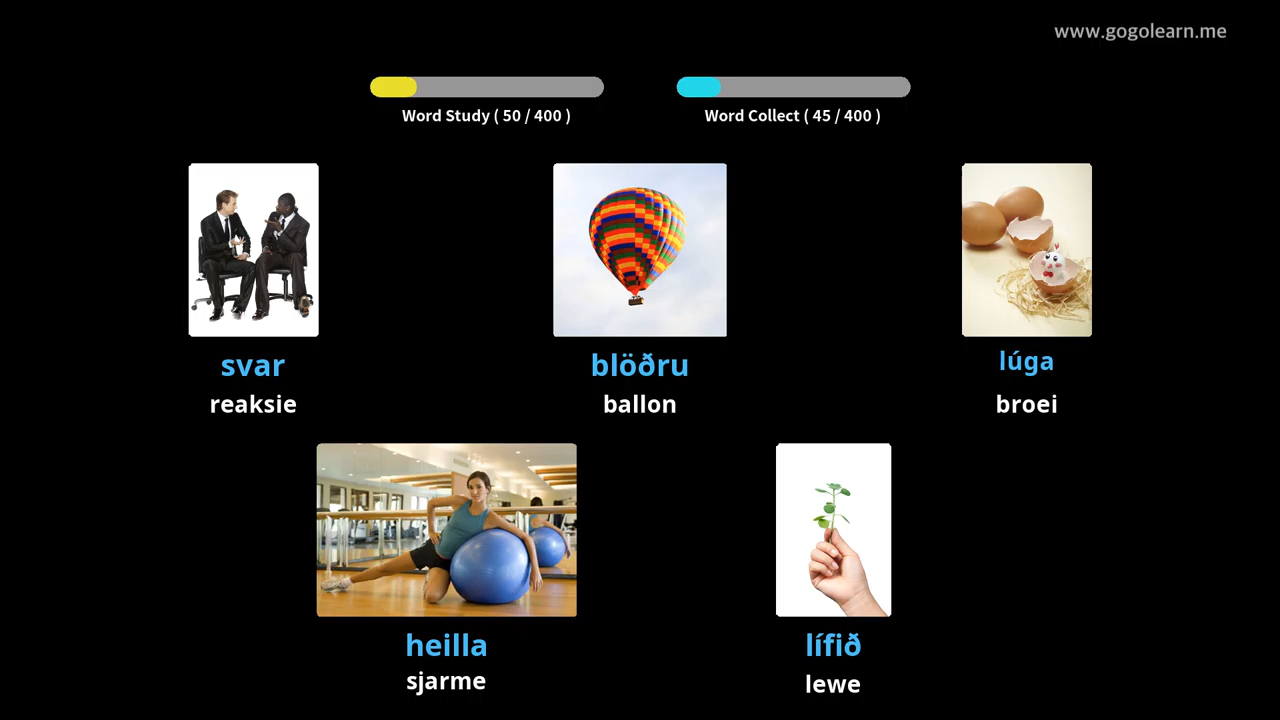 www.gogolearn.me
Word Study ( 50 / 400 )
Word Collect ( 45 / 400 )
svar
reaksie
blöðru
ballon
lúga
broei
heilla
sjarme
lífið
lewe